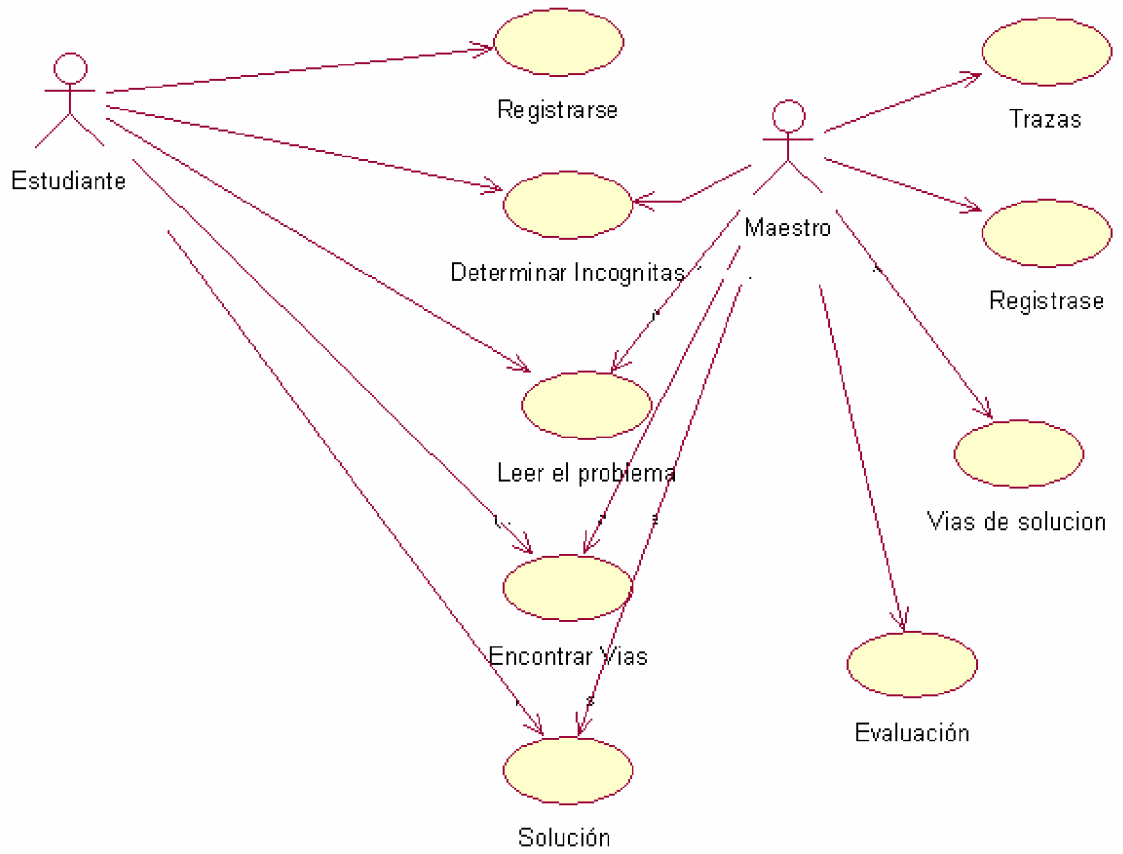 Registrarse
Trazas
Estudiante
Maestro
Determinar Incognitas
Registrase
Leer el problema
Vias de solucion
Encontrar Vias
Evaluación
Solución